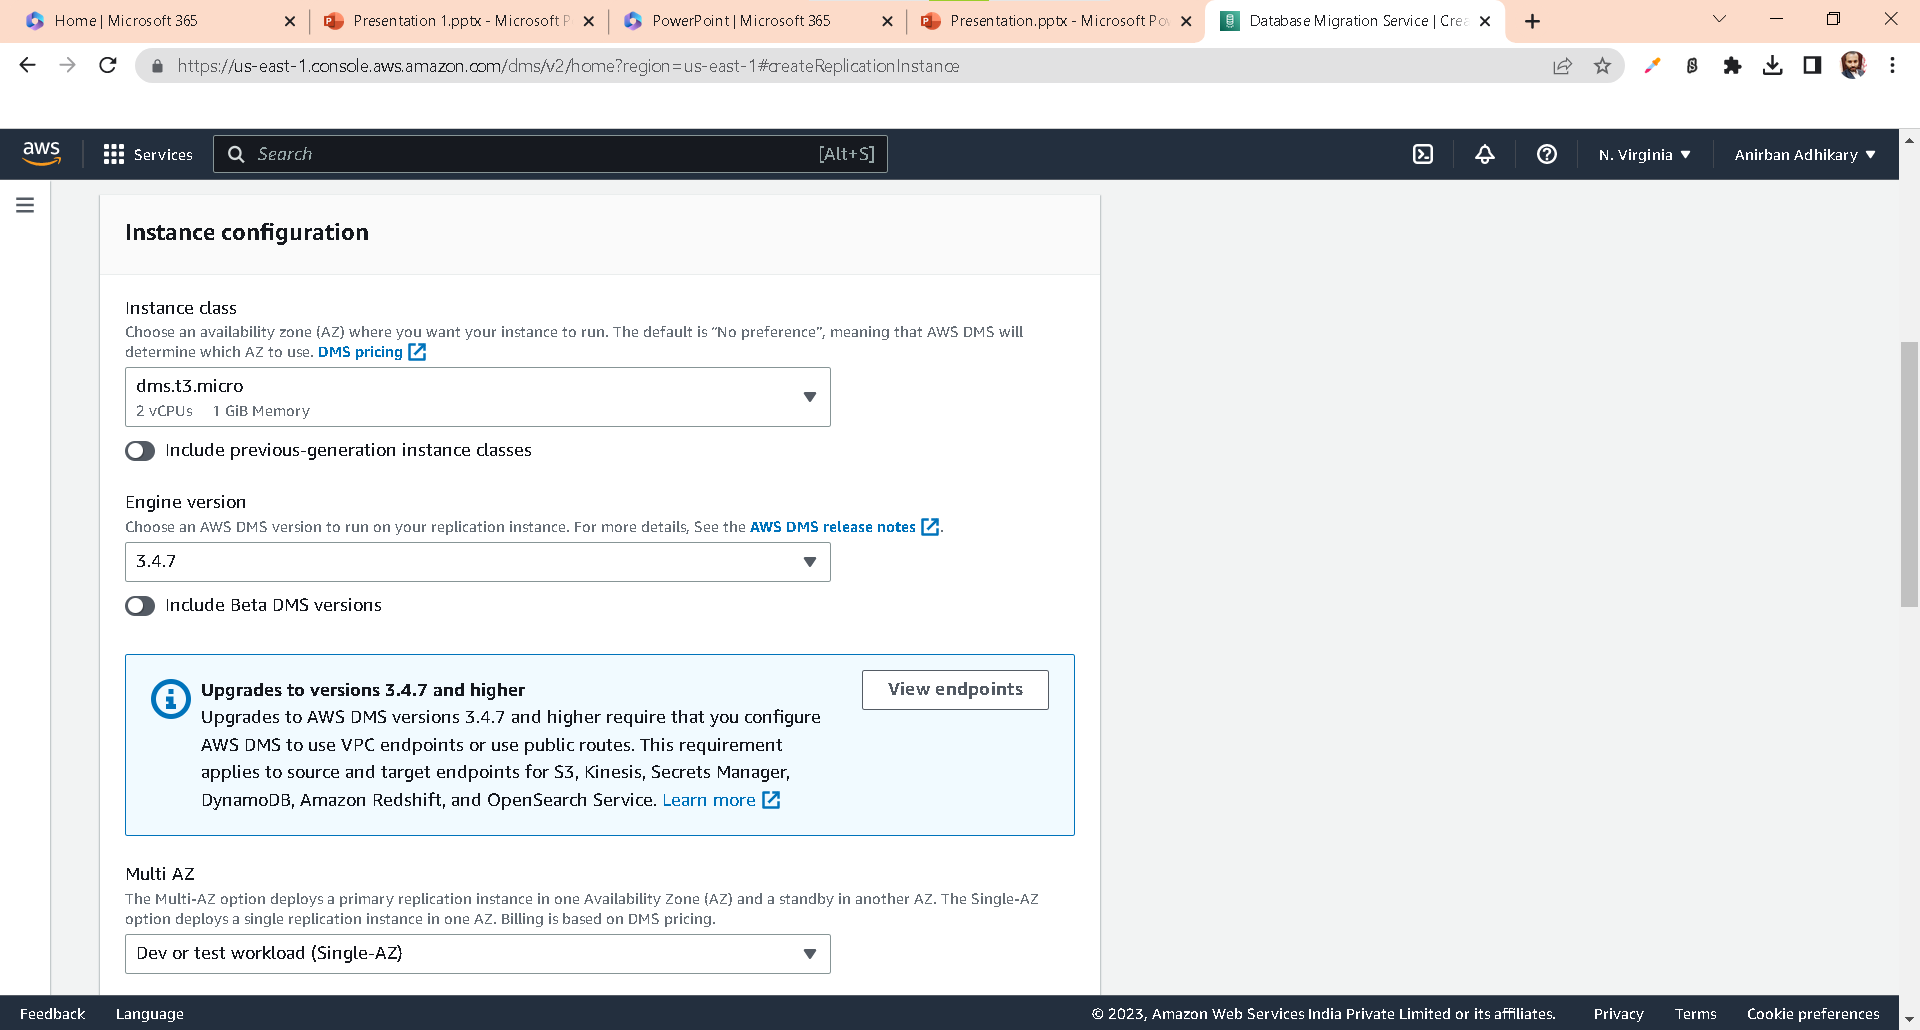 Home | Microsoft 365
Presentation 1.pptx - Microsoft P
PowerPoint | Microsoft 365
Presentation.pptx - Microsoft Po
Database Migration Service | Crea
https://us-east-1.console.aws.amazon.com/dms/v2/home?region=us-east-1#createReplicationInstance
aws
Services
Search
[Alt+S]
N. Virginia
Anirban Adhikary
Instance configuration
Instance class
Choose an availability zone (AZ) where you want your instance to run. The default is “No preference”, meaning that AWS DMS will
determine which AZ to use. DMS pricing
dms.t3.micro
2 vCPUs 1 GiB Memory
Include previous-generation instance classes
Engine version
Choose an AWS DMS version to run on your replication instance. For more details, See the AWS DMS release notes .
3.4.7
Include Beta DMS versions
Upgrades to versions 3.4.7 and higher
View endpoints
Upgrades to AWS DMS versions 3.4.7 and higher require that you configure
AWS DMS to use VPC endpoints or use public routes. This requirement
applies to source and target endpoints for S3, Kinesis, Secrets Manager,
DynamoDB, Amazon Redshift, and OpenSearch Service. Learn more
Multi AZ
The Multi-AZ option deploys a primary replication instance in one Availability Zone (AZ) and a standby in another AZ. The Single-AZ
option deploys a single replication instance in one AZ. Billing is based on DMS pricing.
Dev or test workload (Single-AZ)
Feedback
Language
© 2023, Amazon Web Services India Private Limited or its affiliates.
Privacy
Terms
Cookie preferences